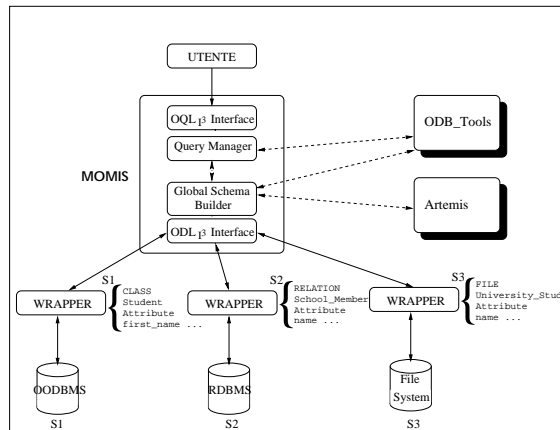 UTENTE
OQL I3 Interface
Query Manager
MOMIS
Global Schema
Builder
ODL I3 Interface
ODB_Tools
Artemis
S1
WRAPPER
CLASS
Student
Attribute
first_name ...
S2
WRAPPER
RELATION
School_Member
Attribute
name ...
S3
WRAPPER
FILE
University_Stud
Attribute
name ...
OODBMS
S1
RDBMS
S2
File
System
S3